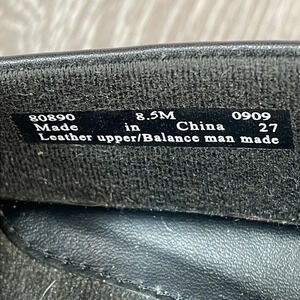 80890 8.5M 0909
Made in China 27
Leather upper/Balance man made